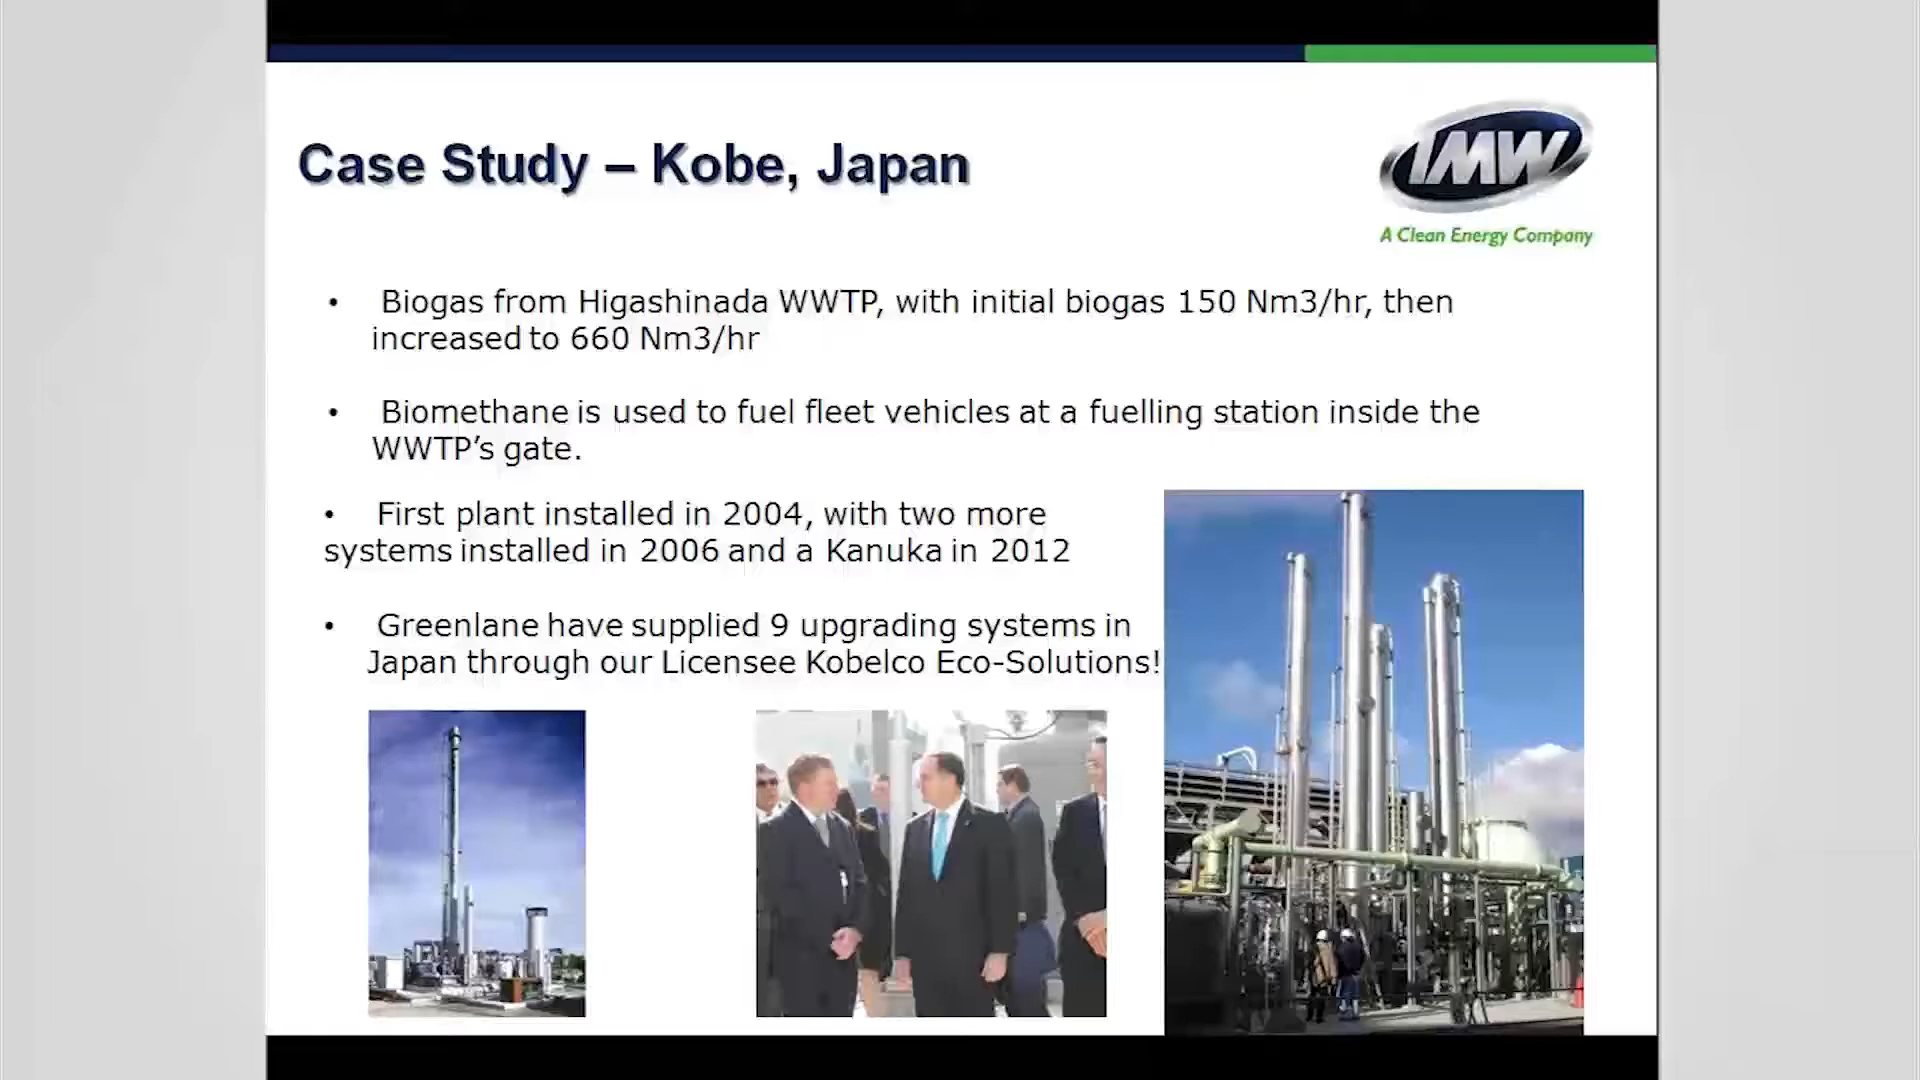 IMW
A Clean Energy Company
Case Study – Kobe, Japan
• Biogas from Higashinada WWTP, with initial biogas 150 Nm3/hr, then
increased to 660 Nm3/hr
• Biomethane is used to fuel fleet vehicles at a fuelling station inside the
WWTP’s gate.
• First plant installed in 2004, with two more
systems installed in 2006 and a Kanuka in 2012
• Greenlane have supplied 9 upgrading systems in
Japan through our Licensee Kobelco Eco-Solutions!